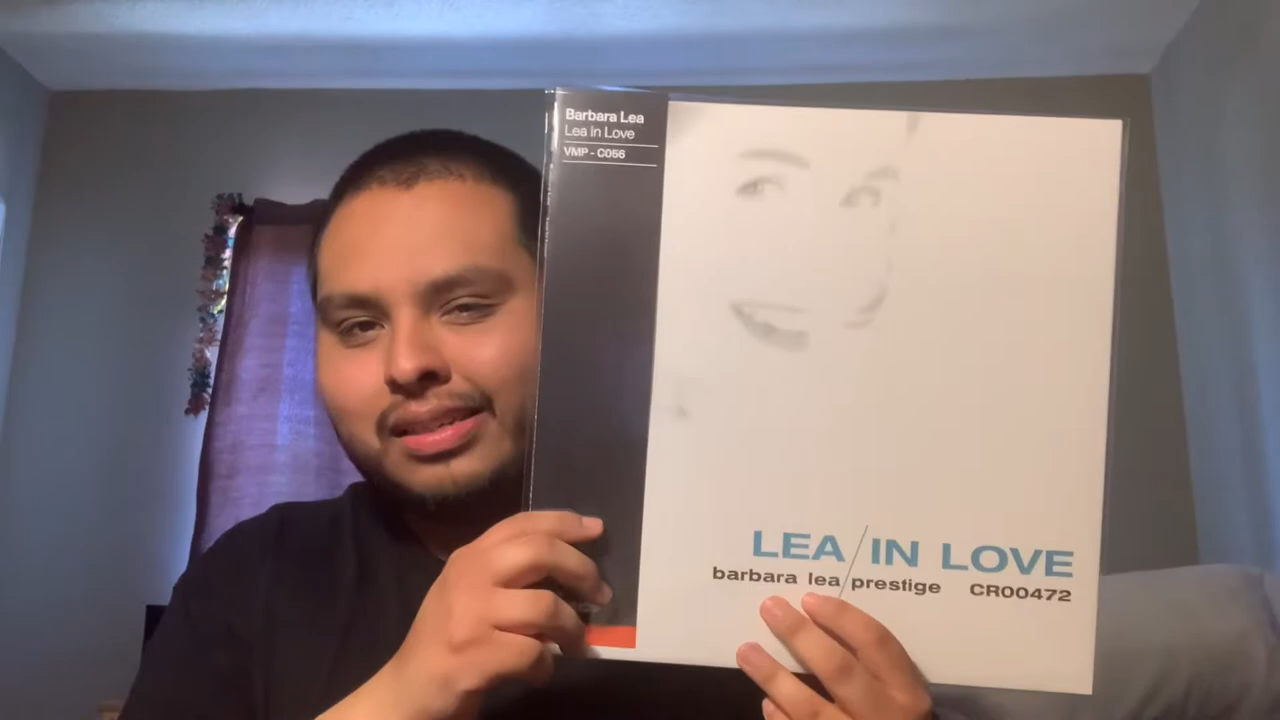 Barbara Lea
Lea in Love
VMP - C056
LEA/IN LOVE
barbara lea/prestige CR00472